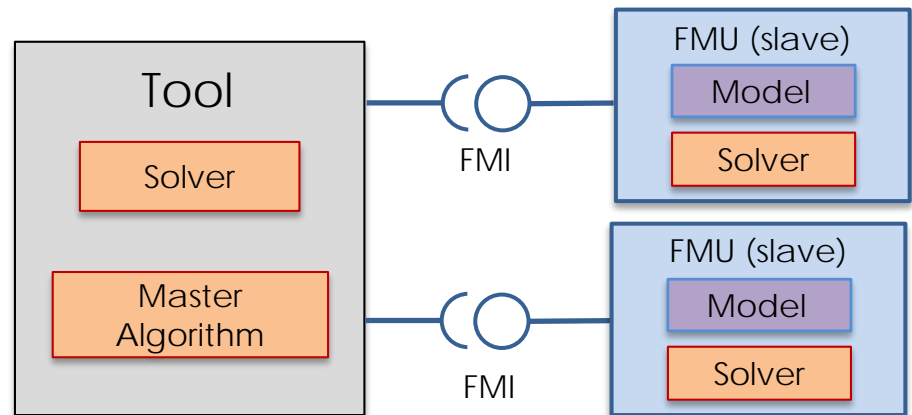 Tool
Solver
Master
Algorithm
FMI
FMU (slave)
Model
Solver
FMI
FMU (slave)
Model
Solver